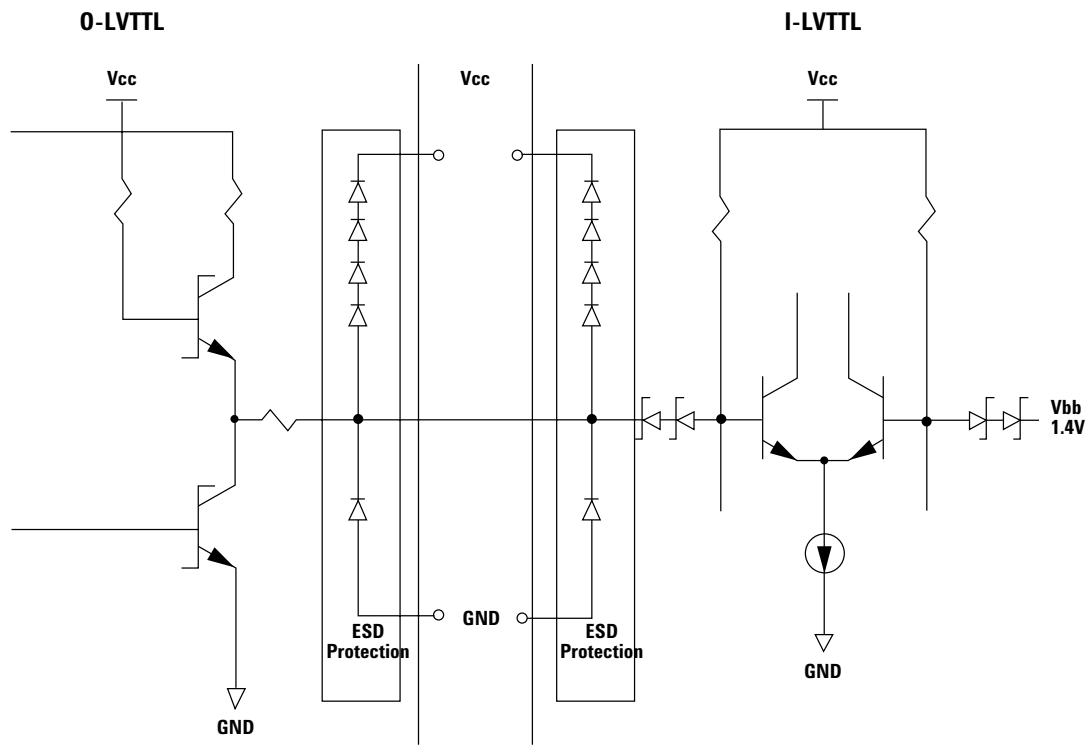 O-LVTTL
I-LVTTL
Vcc
Vcc
Vcc
Vbb
1.4V
GND
ESD
Protection
ESD
Protection
GND
GND